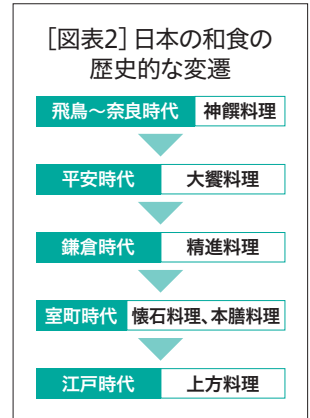 ［図表2］日本の和食の
歴史的な変遷
飛鳥～奈良時代 神饌料理
平安時代 大饗料理
鎌倉時代 精進料理
室町時代 懐石料理、本膳料理
江戸時代 上方料理